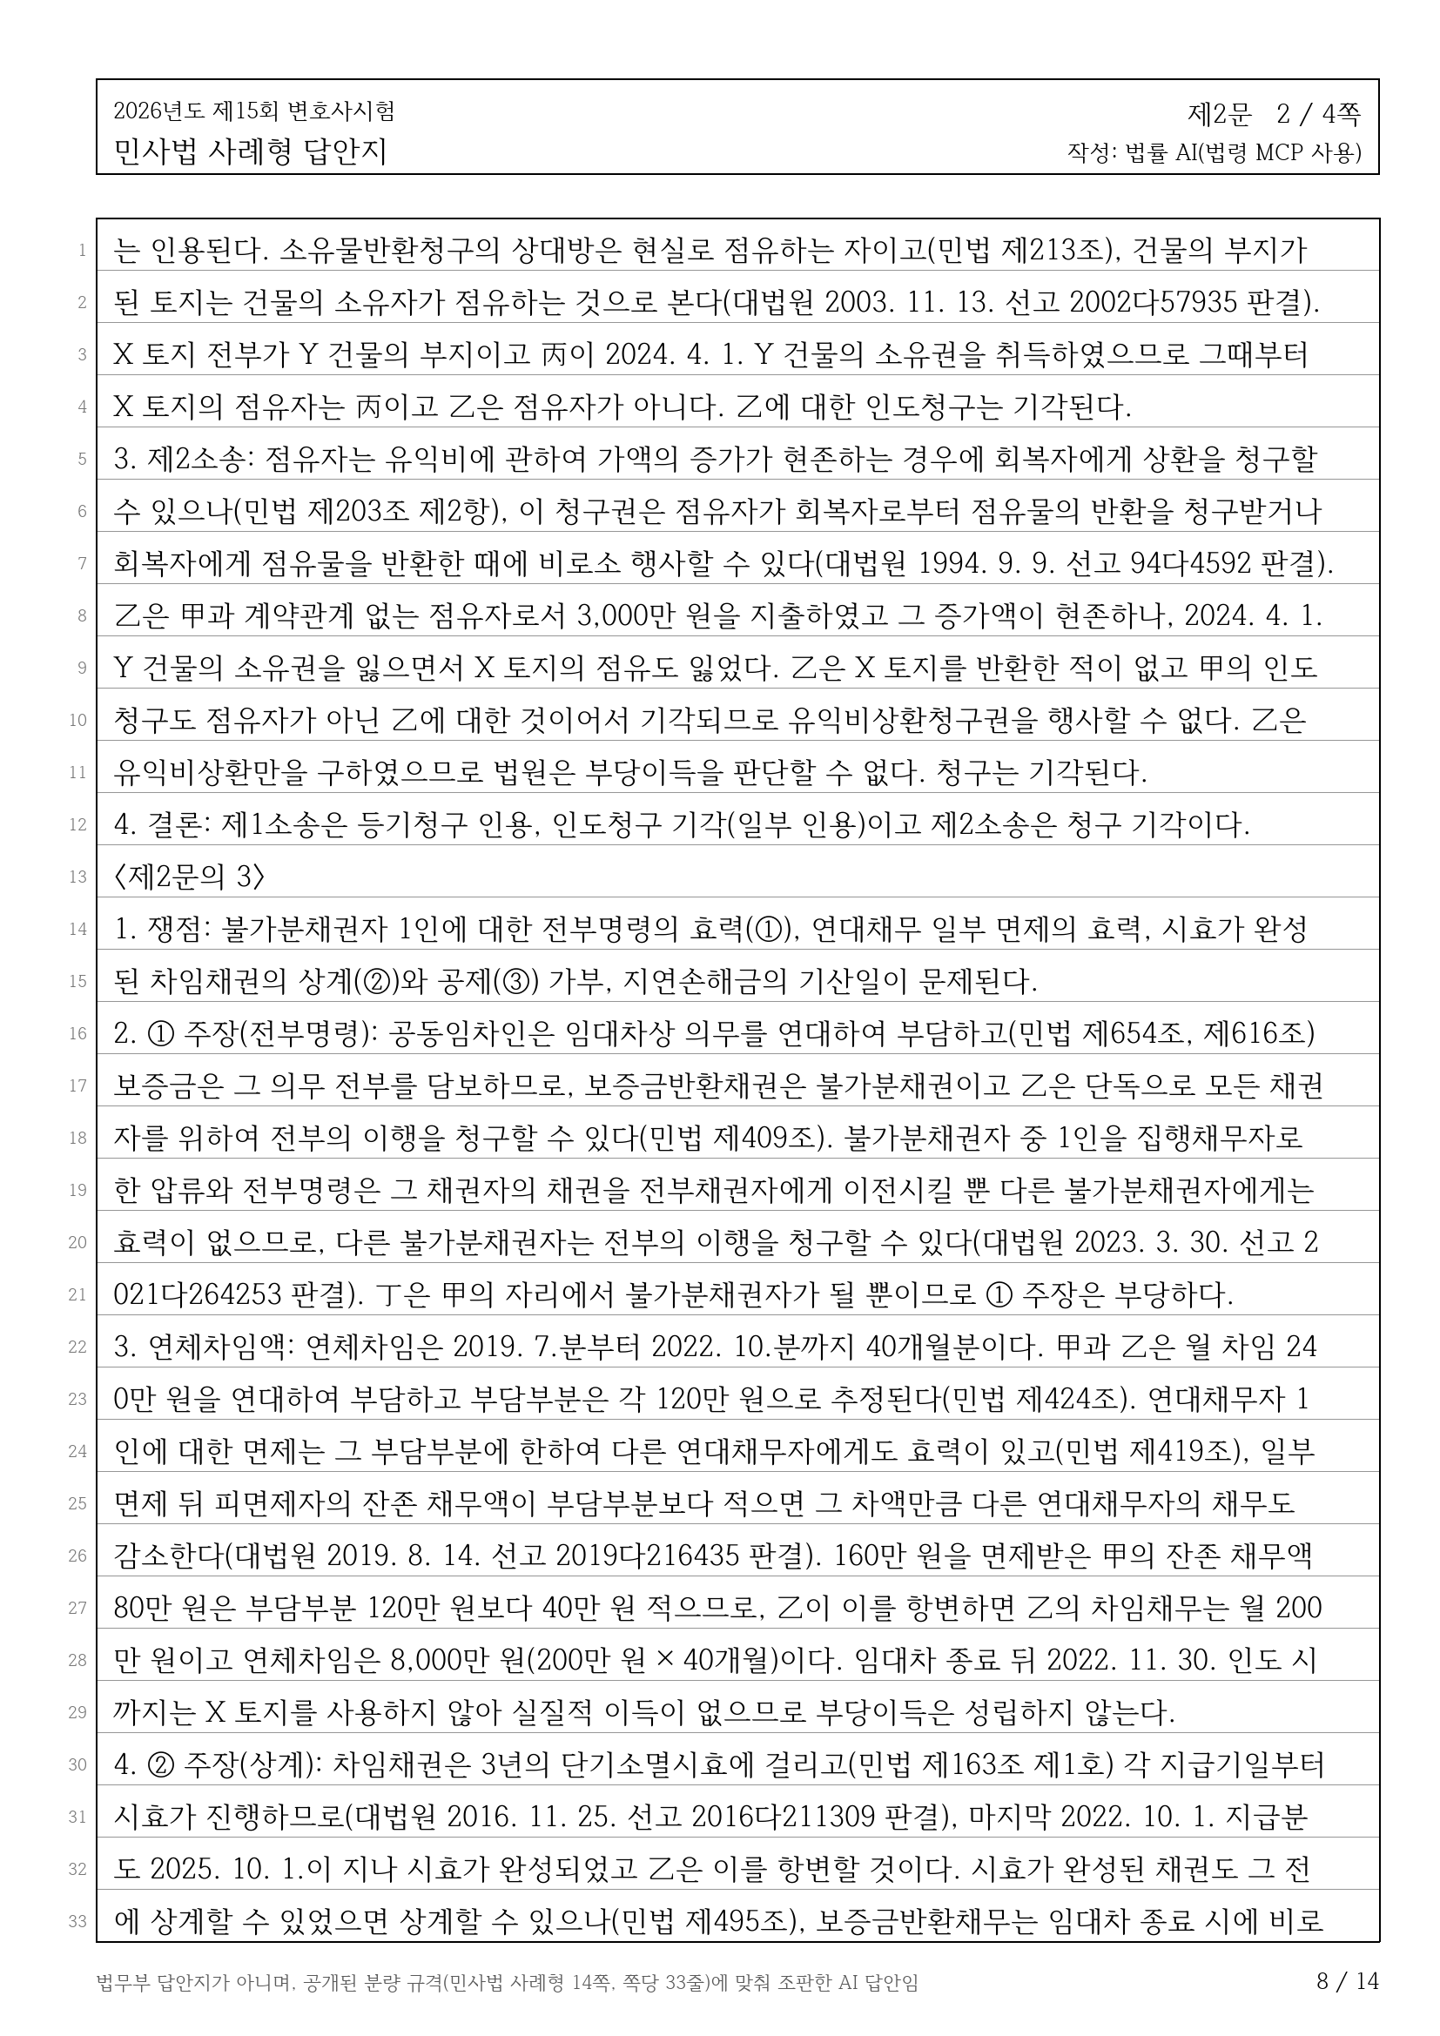 2026년도 제15회 변호사시험
민사법 사례형 답안지
제2문 2 / 4쪽
작성: 법률 AI(법령 MCP 사용)
1 는 인용된다. 소유물반환청구의 상대방은 현실로 점유하는 자이고(민법 제213조), 건물의 부지가
2 된 토지는 건물의 소유자가 점유하는 것으로 본다(대법원 2003. 11. 13. 선고 2002다57935 판결).
3 X 토지 전부가 Y 건물의 부지이고 丙이 2024. 4. 1. Y 건물의 소유권을 취득하였으므로 그때부터
4 X 토지의 점유자는 丙이고 乙은 점유자가 아니다. 乙에 대한 인도청구는 기각된다.
5 3. 제2소송: 점유자는 유익비에 관하여 가액의 증가가 현존하는 경우에 회복자에게 상환을 청구할
6 수 있으나(민법 제203조 제2항), 이 청구권은 점유자가 회복자로부터 점유물의 반환을 청구받거나
7 회복자에게 점유물을 반환한 때에 비로소 행사할 수 있다(대법원 1994. 9. 9. 선고 94다4592 판결).
8 乙은 甲과 계약관계 없는 점유자로서 3,000만 원을 지출하였고 그 증가액이 현존하나, 2024. 4. 1.
9 Y 건물의 소유권을 잃으면서 X 토지의 점유도 잃었다. 乙은 X 토지를 반환한 적이 없고 甲의 인도
10 청구도 점유자가 아닌 乙에 대한 것이어서 기각되므로 유익비상환청구권을 행사할 수 없다. 乙은
11 유익비상환만을 구하였으므로 법원은 부당이득을 판단할 수 없다. 청구는 기각된다.
12 4. 결론: 제1소송은 등기청구 인용, 인도청구 기각(일부 인용)이고 제2소송은 청구 기각이다.
13 〈제2문의 3〉
14 1. 쟁점: 불가분채권자 1인에 대한 전부명령의 효력(①), 연대채무 일부 면제의 효력, 시효가 완성
15 된 차임채권의 상계(②)와 공제(③) 가부, 지연손해금의 기산일이 문제된다.
16 2. ① 주장(전부명령): 공동임차인은 임대차상 의무를 연대하여 부담하고(민법 제654조, 제616조)
17 보증금은 그 의무 전부를 담보하므로, 보증금반환채권은 불가분채권이고 乙은 단독으로 모든 채권
18 자를 위하여 전부의 이행을 청구할 수 있다(민법 제409조). 불가분채권자 중 1인을 집행채무자로
19 한 압류와 전부명령은 그 채권자의 채권을 전부채권자에게 이전시킬 뿐 다른 불가분채권자에게는
20 효력이 없으므로, 다른 불가분채권자는 전부의 이행을 청구할 수 있다(대법원 2023. 3. 30. 선고 2
21 021다264253 판결). 丁은 甲의 자리에서 불가분채권자가 될 뿐이므로 ① 주장은 부당하다.
22 3. 연체차임액: 연체차임은 2019. 7.분부터 2022. 10.분까지 40개월분이다. 甲과 乙은 월 차임 24
23 0만 원을 연대하여 부담하고 부담부분은 각 120만 원으로 추정된다(민법 제424조). 연대채무자 1
24 인에 대한 면제는 그 부담부분에 한하여 다른 연대채무자에게도 효력이 있고(민법 제419조), 일부
25 면제 뒤 피면제자의 잔존 채무액이 부담부분보다 적으면 그 차액만큼 다른 연대채무자의 채무도
26 감소한다(대법원 2019. 8. 14. 선고 2019다216435 판결). 160만 원을 면제받은 甲의 잔존 채무액
27 80만 원은 부담부분 120만 원보다 40만 원 적으므로, 乙이 이를 항변하면 乙의 차임채무는 월 200
28 만 원이고 연체차임은 8,000만 원(200만 원 × 40개월)이다. 임대차 종료 뒤 2022. 11. 30. 인도 시
29 까지는 X 토지를 사용하지 않아 실질적 이득이 없으므로 부당이득은 성립하지 않는다.
30 4. ② 주장(상계): 차임채권은 3년의 단기소멸시효에 걸리고(민법 제163조 제1호) 각 지급기일부터
31 시효가 진행하므로(대법원 2016. 11. 25. 선고 2016다211309 판결), 마지막 2022. 10. 1. 지급분
32 도 2025. 10. 1.이 지나 시효가 완성되었고 乙은 이를 항변할 것이다. 시효가 완성된 채권도 그 전
33 에 상계할 수 있었으면 상계할 수 있으나(민법 제495조), 보증금반환채무는 임대차 종료 시에 비로
법무부 답안지가 아니며, 공개된 분량 규격(민사법 사례형 14쪽, 쪽당 33줄)에 맞춰 조판한 AI 답안임
8 / 14